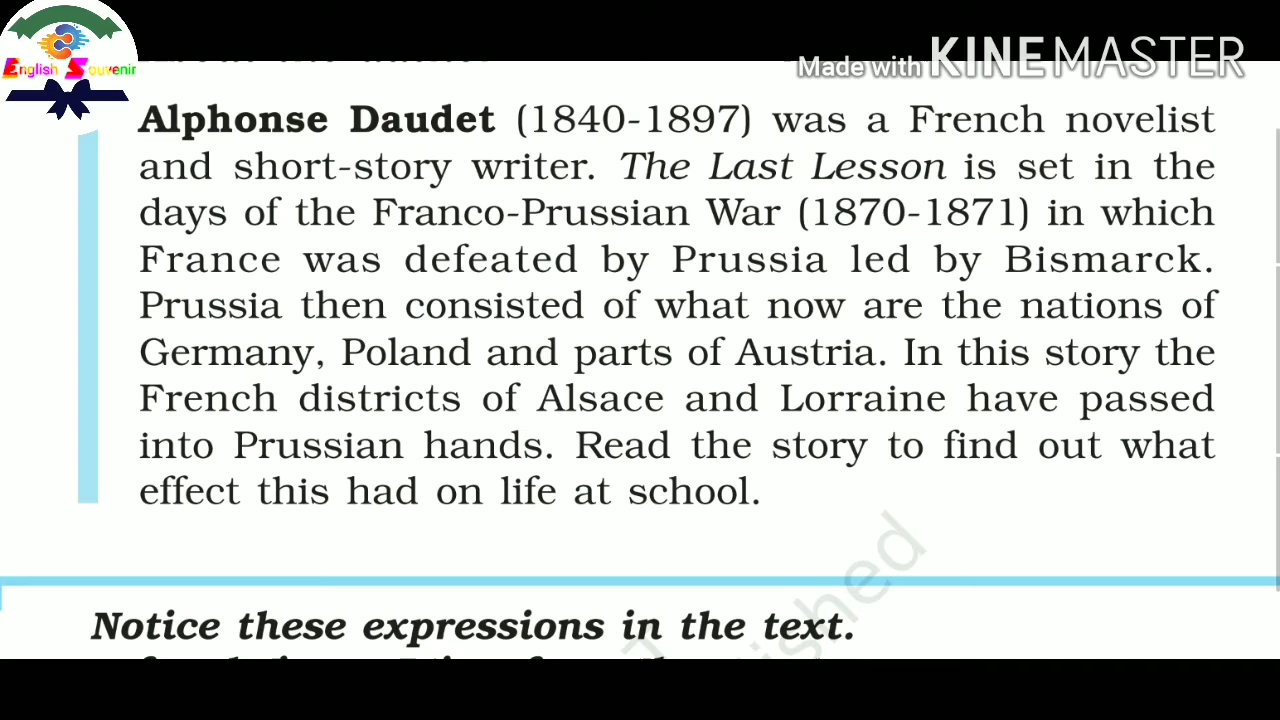 English Souvenir
Made with KINEMASTER
Alphonse Daudet (1840-1897) was a French novelist
and short-story writer. The Last Lesson is set in the
days of the Franco-Prussian War (1870-1871) in which
France was defeated by Prussia led by Bismarck.
Prussia then consisted of what now are the nations of
Germany, Poland and parts of Austria. In this story the
French districts of Alsace and Lorraine have passed
into Prussian hands. Read the story to find out what
effect this had on life at school.
Notice these expressions in the text.